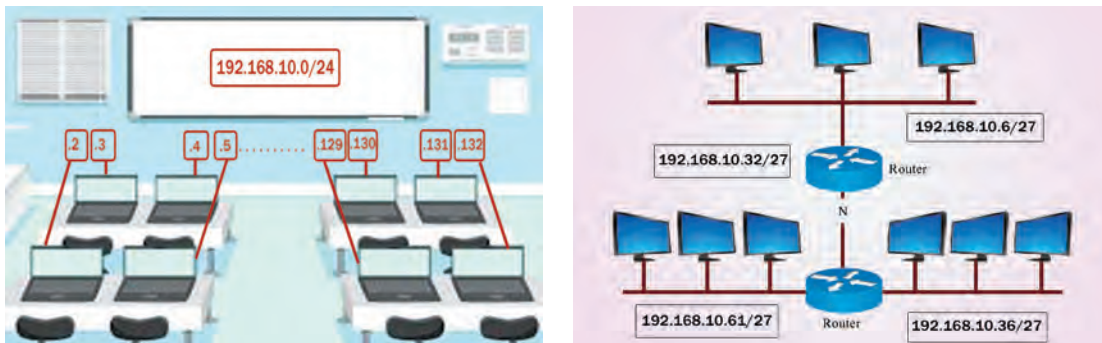 192.168.10.0/24
.2 .3 .4 .5 .......... .129 .130 .131 .132
192.168.10.6/27
192.168.10.32/27
Router
N
192.168.10.61/27
Router
192.168.10.36/27